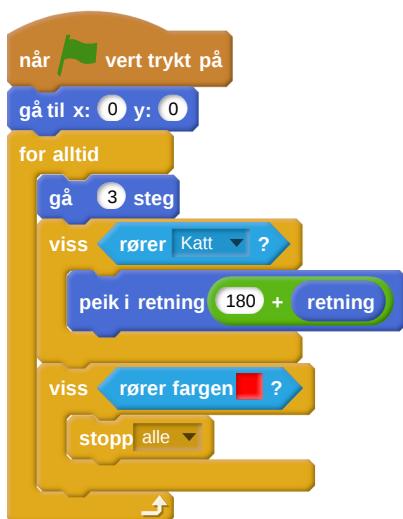 når vert trykt på
gå til x: 0 y: 0
for alltid
gå 3 steg
viss rører Katt ?
peik i retning 180 + retning
viss rører fargen ?
stopp alle